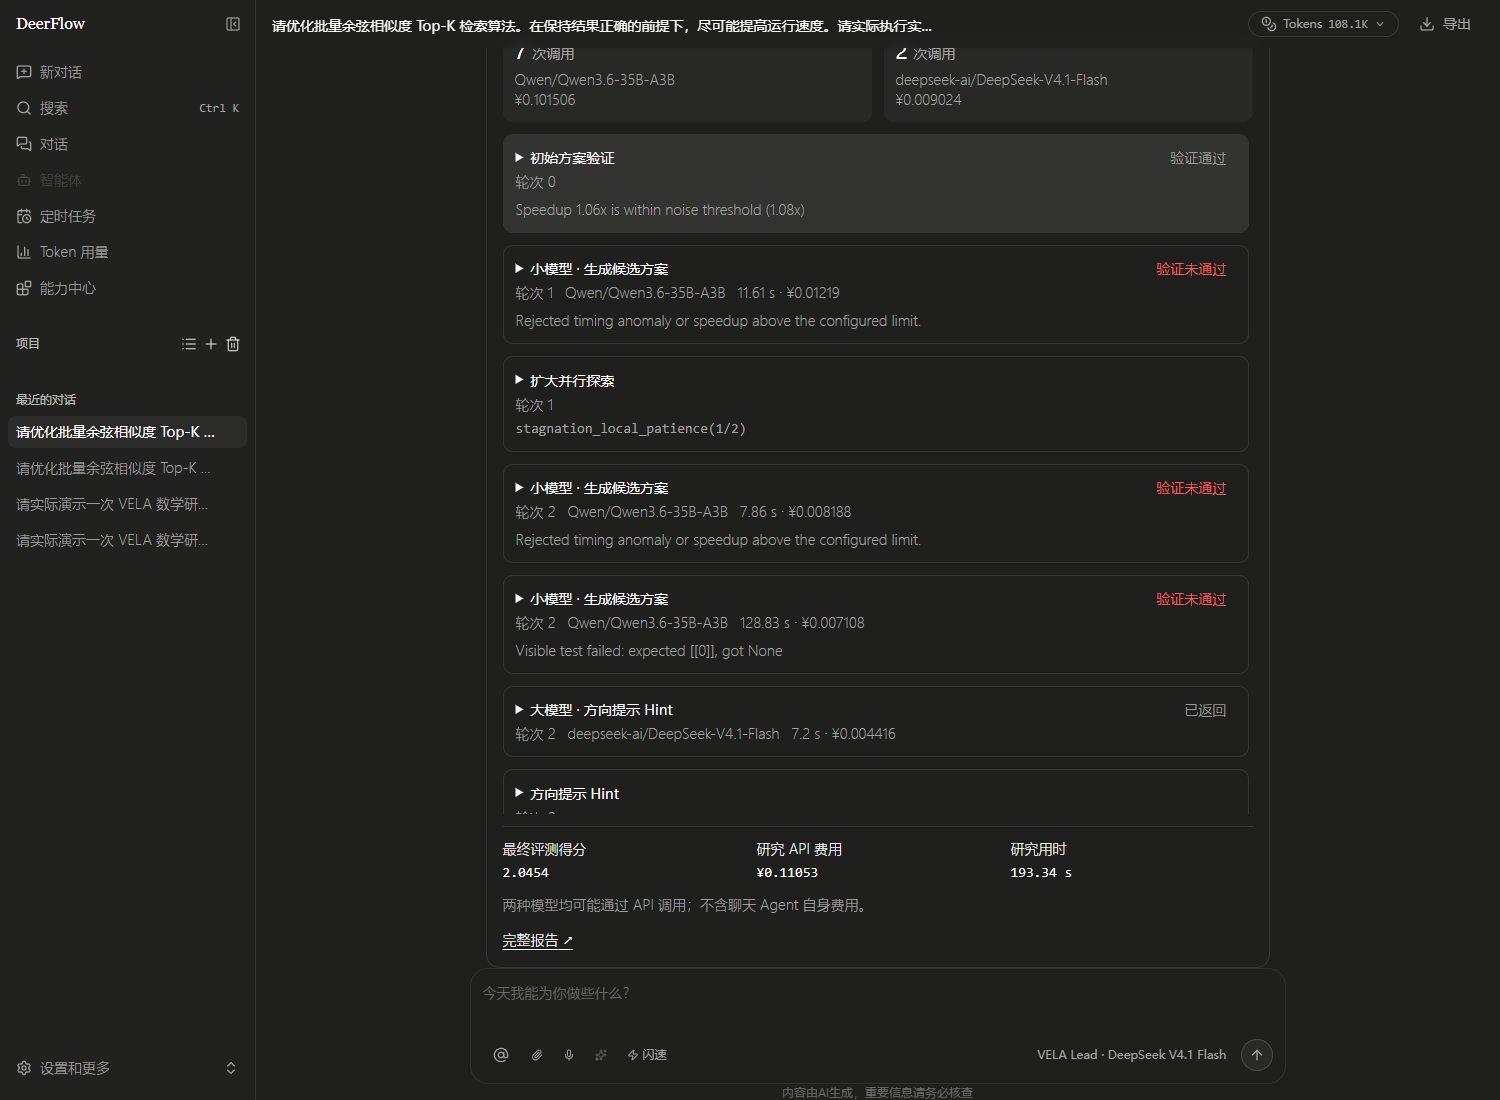 DeerFlow
新对话
搜索 Ctrl K
对话
智能体
定时任务
Token 用量
能力中心
项目
最近的对话
请优化批量余弦相似度 Top-K ...
请优化批量余弦相似度 Top-K ...
请实际演示一次 VELA 数学研...
请实际演示一次 VELA 数学研...
设置和更多
请优化批量余弦相似度 Top-K 检索算法。在保持结果正确的前提下，尽可能提高运行速度。请实际执行实...
Tokens 108.1K
导出
7 次调用
Qwen/Qwen3.6-35B-A3B
¥0.101506
2 次调用
deepseek-ai/DeepSeek-V4.1-Flash
¥0.009024
初始方案验证 验证通过
轮次 0
Speedup 1.06x is within noise threshold (1.08x)
小模型 · 生成候选方案 验证未通过
轮次 1 Qwen/Qwen3.6-35B-A3B 11.61 s · ¥0.01219
Rejected timing anomaly or speedup above the configured limit.
扩大并行探索
轮次 1
stagnation_local_patience(1/2)
小模型 · 生成候选方案 验证未通过
轮次 2 Qwen/Qwen3.6-35B-A3B 7.86 s · ¥0.008188
Rejected timing anomaly or speedup above the configured limit.
小模型 · 生成候选方案 验证未通过
轮次 2 Qwen/Qwen3.6-35B-A3B 128.83 s · ¥0.007108
Visible test failed: expected [[0]], got None
大模型 · 方向提示 Hint 已返回
轮次 2 deepseek-ai/DeepSeek-V4.1-Flash 7.2 s · ¥0.004416
方向提示 Hint
最终评测得分
2.0454
研究 API 费用
¥0.11053
研究用时
193.34 s
两种模型均可能通过 API 调用；不含聊天 Agent 自身费用。
完整报告 ↗
今天我能为你做些什么？
闪速
VELA Lead · DeepSeek V4.1 Flash
内容由AI生成，重要信息请务必核查